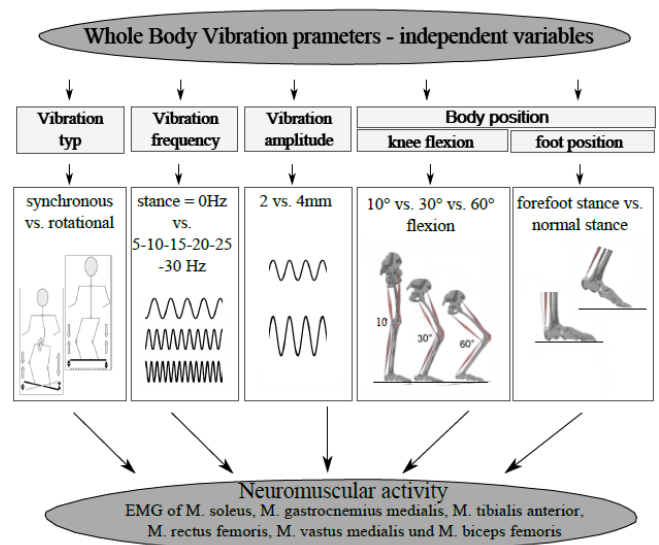 Whole Body Vibration prameters - independent variables
Vibration
typ
Vibration
frequency
Vibration
amplitude
Body position
knee flexion
foot position
synchronous
vs. rotational
stance = 0Hz
vs.
5-10-15-20-25
-30 Hz
2 vs. 4mm
10° vs. 30° vs. 60°
flexion
10
30°
60°
forefoot stance vs.
normal stance
Neuromuscular activity
EMG of M. soleus, M. gastrocnemius medialis, M. tibialis anterior,
M. rectus femoris, M. vastus medialis und M. biceps femoris